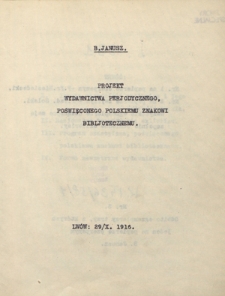 B.JANUSZ.
PROJEKT
WYDAWNICTWA PERJODYCZNEGO,
POŚWIĘCONEGO POLSKIEMU ZNAKOWI
BIBLJOTECZNEMU.
LWÓW: 29/X. 1916.